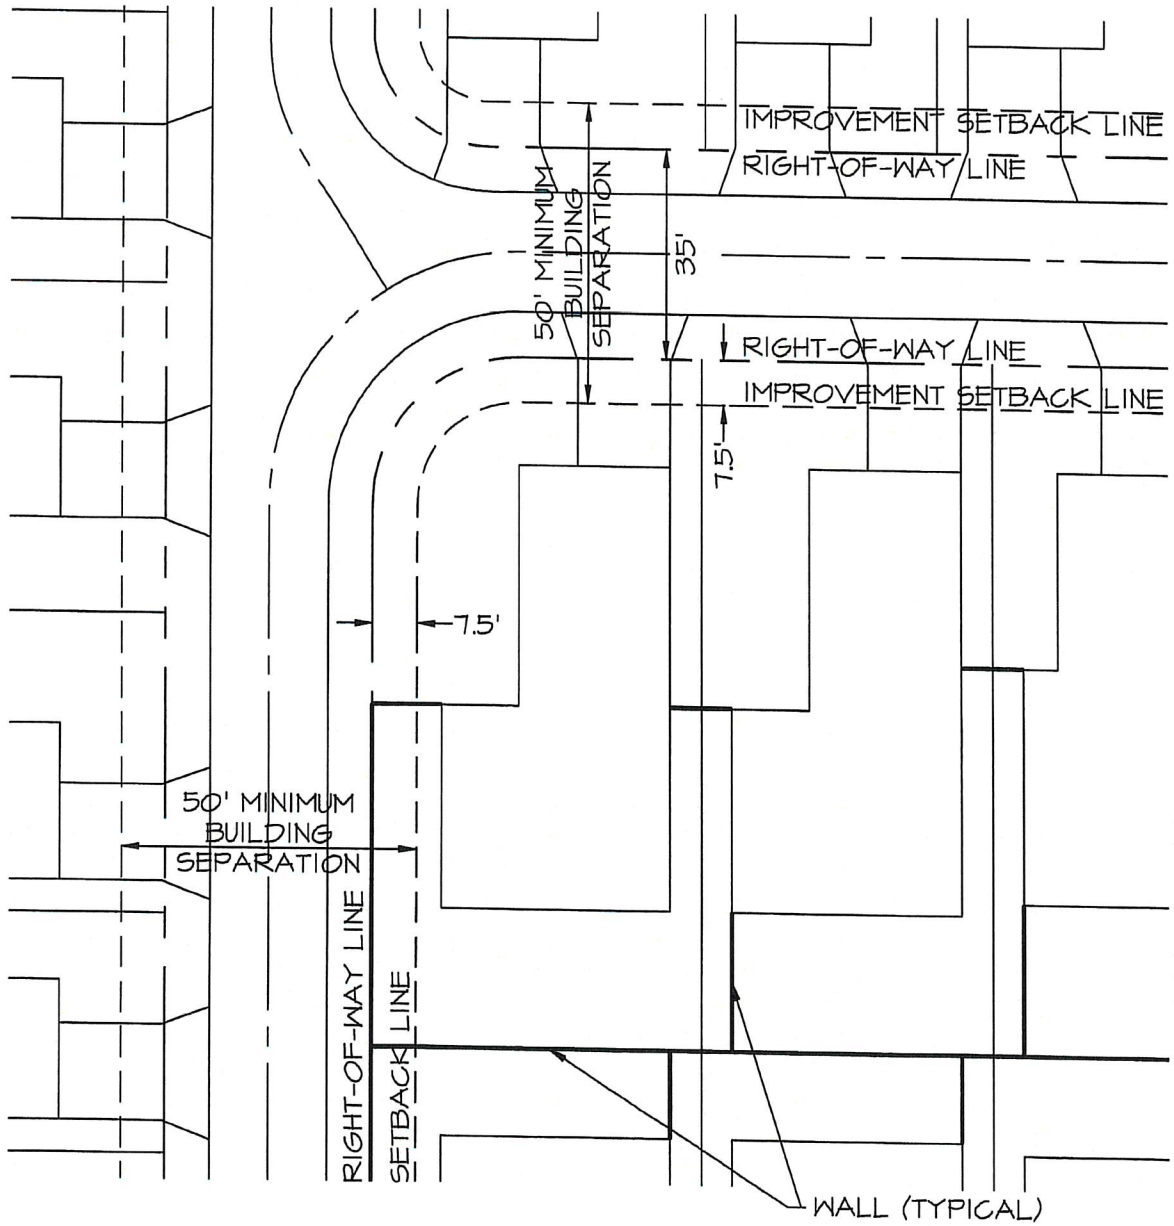 IMPROVEMENT SETBACK LINE
RIGHT-OF-WAY LINE
50' MINIMUM
BUILDING
SEPARATION
35'
RIGHT-OF-WAY LINE
IMPROVEMENT SETBACK LINE
7.5'
7.5'
50' MINIMUM
BUILDING
SEPARATION
RIGHT-OF-WAY LINE
SETBACK LINE
WALL (TYPICAL)